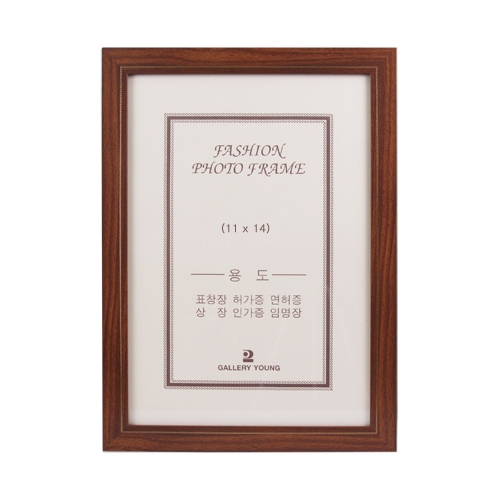 FASHION
PHOTO FRAME
(11 x 14)
용 도
표창장 허가증 면허증
상 장 인가증 임명장
GALLERY YOUNG